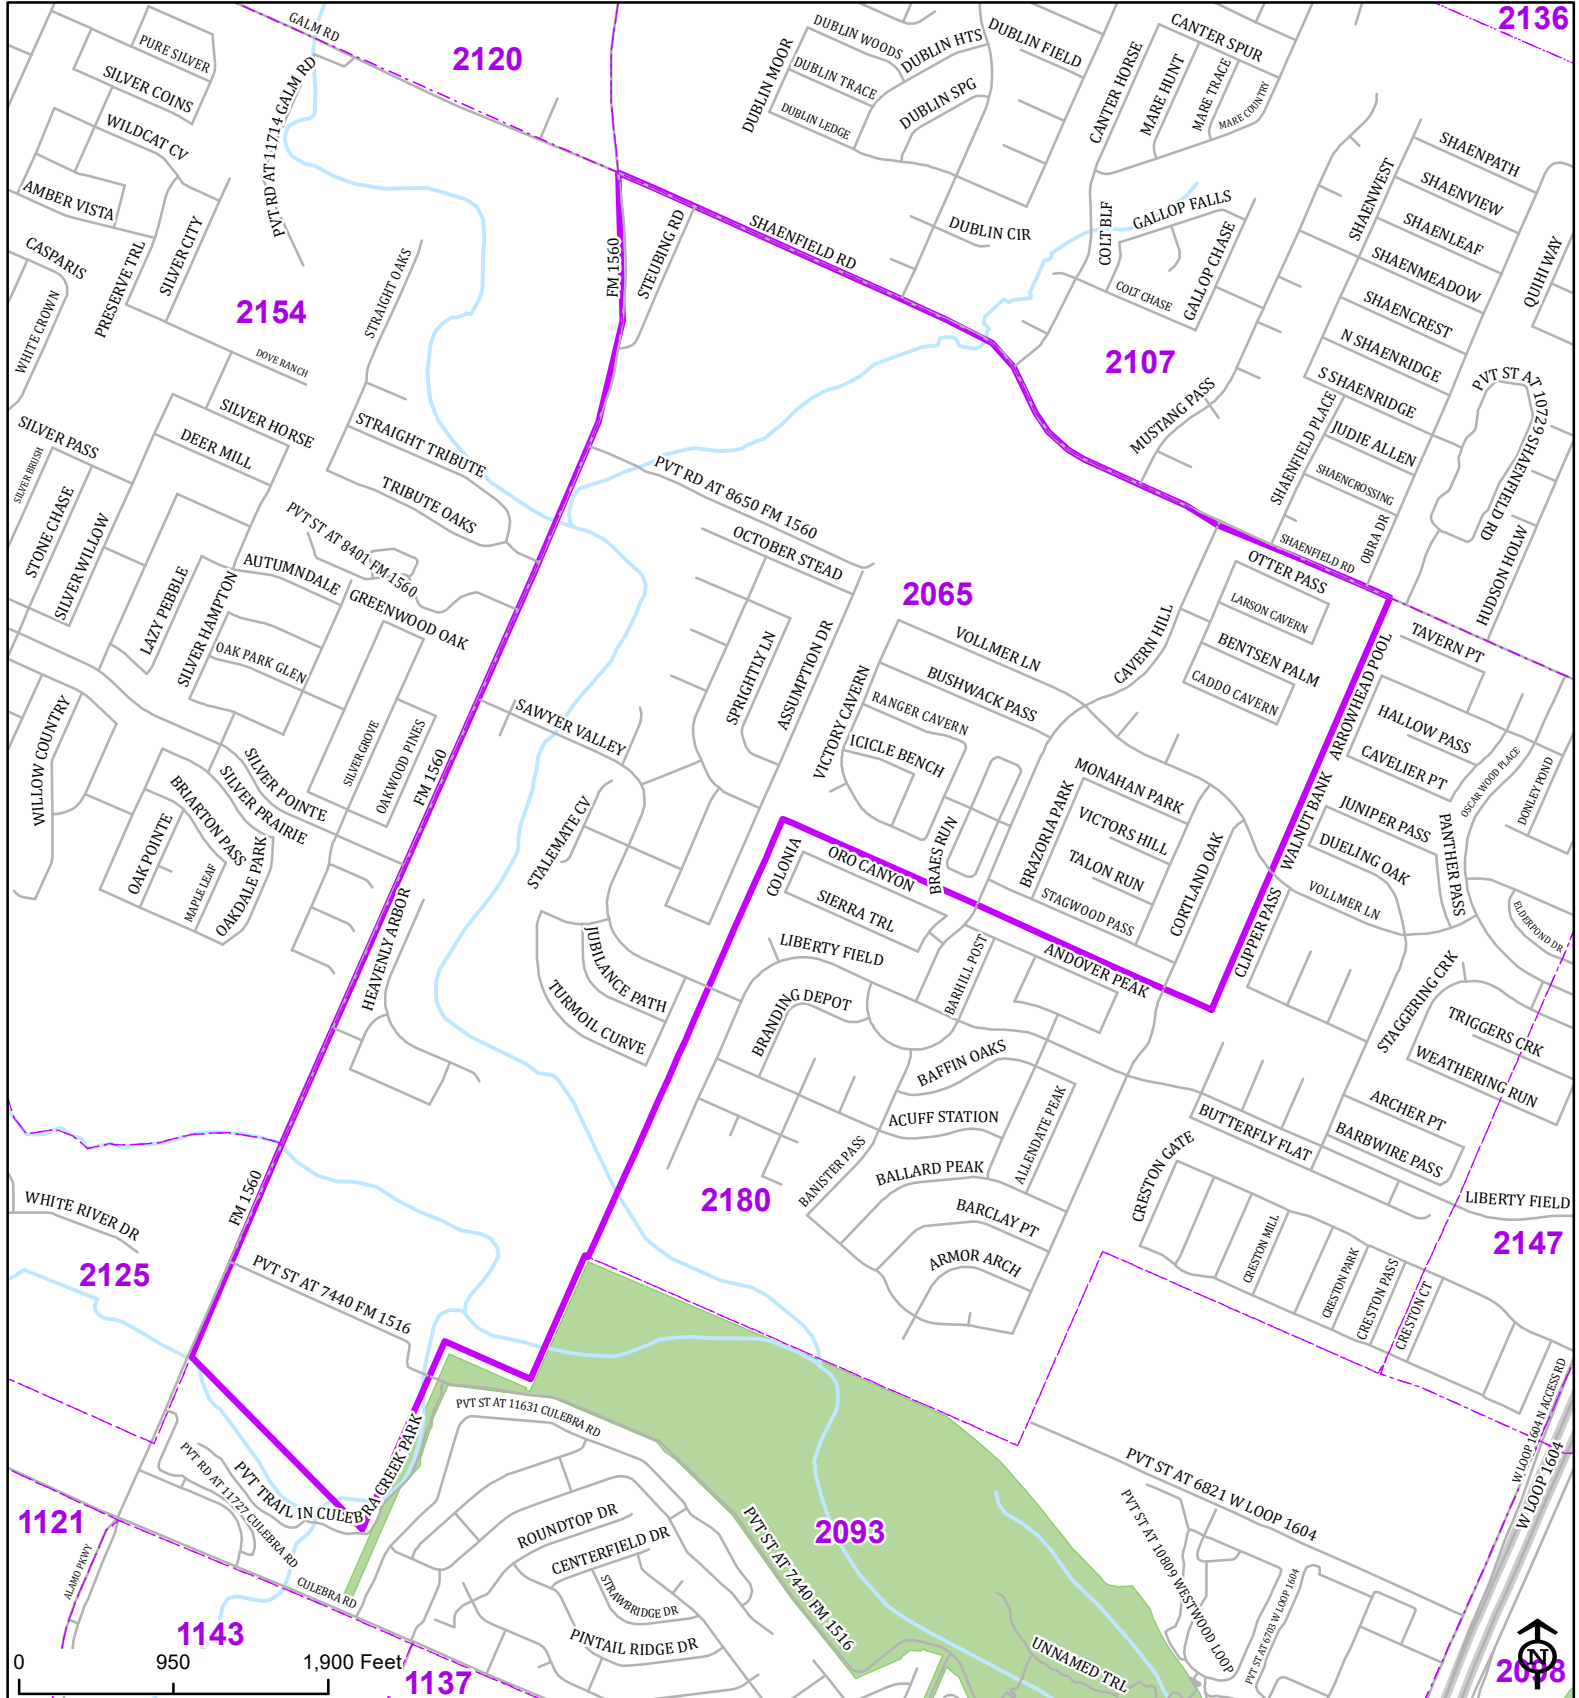 2136
GALM RD
2120
PURE SILVER
SILVER COINS
PVT RD AT 11714 GALM RD
WILDCAT CV
AMBER VISTA
CASPARIS
PRESERVE TRL
SILVER CITY
WHITE CROWN
2154
STRAIGHT OAKS
DOVE RANCH
DUBLIN WOODS
DUBLIN HTS
DUBLIN FIELD
DUBLIN MOOR
DUBLIN TRACE
DUBLIN SPG
DUBLIN LEDGE
DUBLIN CIR
CANTER SPUR
CANTER HORSE
MARE HUNT
MARE TRACE
MARE COUNTRY
GALLOP FALLS
COLT BLF
COLT CHASE
GALLOP CHASE
SHAENPATH
SHAENVIEW
SHAENWEST
SHAENLEAF
SHAENMEADOW
SHAENCREST
N SHAENRIDGE
S SHAENRIDGE
QUIHI WAY
FM 1560
STEUBING RD
SHAENFIELD RD
2107
MUSTANG PASS
SHAENFIELD PLACE
JUDIE ALLEN
SHAENCROSSING
OBRA DR
SHAENFIELD RD
PVT ST AT 10729 SHAENFIELD RD
HUDSON HOLW
SILVER HORSE
DEER MILL
SILVER PASS
SILVER BRUSH
STONE CHASE
SILVER WILLOW
STRAIGHT TRIBUTE
TRIBUTE OAKS
PVT ST AT 8401 FM 1560
AUTUMNDALE
GREENWOOD OAK
LAZY PEBBLE
SILVER HAMPTON
OAK PARK GLEN
PVT RD AT 8650 FM 1560
OCTOBER STEAD
2065
OTTER PASS
LARSON CAVERN
BENTSEN PALM
CADDO CAVERN
CAVERN HILL
VOLLMER LN
BUSHWACK PASS
RANGER CAVERN
ICICLE BENCH
VICTORY CAVERN
ASSUMPTION DR
SPRIGHTLY LN
SAWYER VALLEY
TAVERN PT
ARROWHEAD POOL
HALLOW PASS
CAVELIER PT
OSCAR WOOD PLACE
DONLEY POND
WALNUT BANK
JUNIPER PASS
DUELING OAK
PANTHER PASS
VOLLMER LN
ELDERPOND DR
WILLOW COUNTRY
SILVER GROVE
OAKWOOD PINES
FM 1560
SILVER POINTE
SILVER PRAIRIE
BRIARTON PASS
OAK POINTE
MAPLE LEAF
OAKDALE PARK
HEAVENLY ARBOR
STALEMATE CV
JUBILANCE PATH
TURMOIL CURVE
MONAHAN PARK
VICTORS HILL
TALON RUN
STAGWOOD PASS
BRAZORIA PARK
CORTLAND OAK
BRAES RUN
COLONIA
ORO CANYON
SIERRA TRL
LIBERTY FIELD
BRANDING DEPOT
BARHILL POST
ANDOVER PEAK
CLIPPER PASS
BAFFIN OAKS
ACUFF STATION
ALLENDATE PEAK
BALLARD PEAK
BANISTER PASS
BARCLAY PT
ARMOR ARCH
2180
STAGGERING CRK
TRIGGERS CRK
WEATHERING RUN
ARCHER PT
BARBWIRE PASS
BUTTERFLY FLAT
LIBERTY FIELD
2147
CRESTON GATE
CRESTON MILL
CRESTON PARK
CRESTON PASS
CRESTON CT
FM 1560
WHITE RIVER DR
2125
PVT ST AT 7440 FM 1516
PVT ST AT 11631 CULEBRA RD
PVT TRAIL IN CULEBRA CREEK PARK
PVT RD AT 11727 CULEBRA RD
1121
ALAMO PKWY
CULEBRA RD
1143
1137
ROUNDTOP DR
CENTERFIELD DR
STRAWBRIDGE DR
PINTAIL RIDGE DR
PVT ST AT 7440 FM 1516
2093
UNNAMED TRL
PVT ST AT 6821 W LOOP 1604
PVT ST AT 10809 WESTWOOD LOOP
PVT ST AT 6703 W LOOP 1604
W LOOP 1604 N ACCESS RD
W LOOP 1604
2098
N
0 950 1,900 Feet